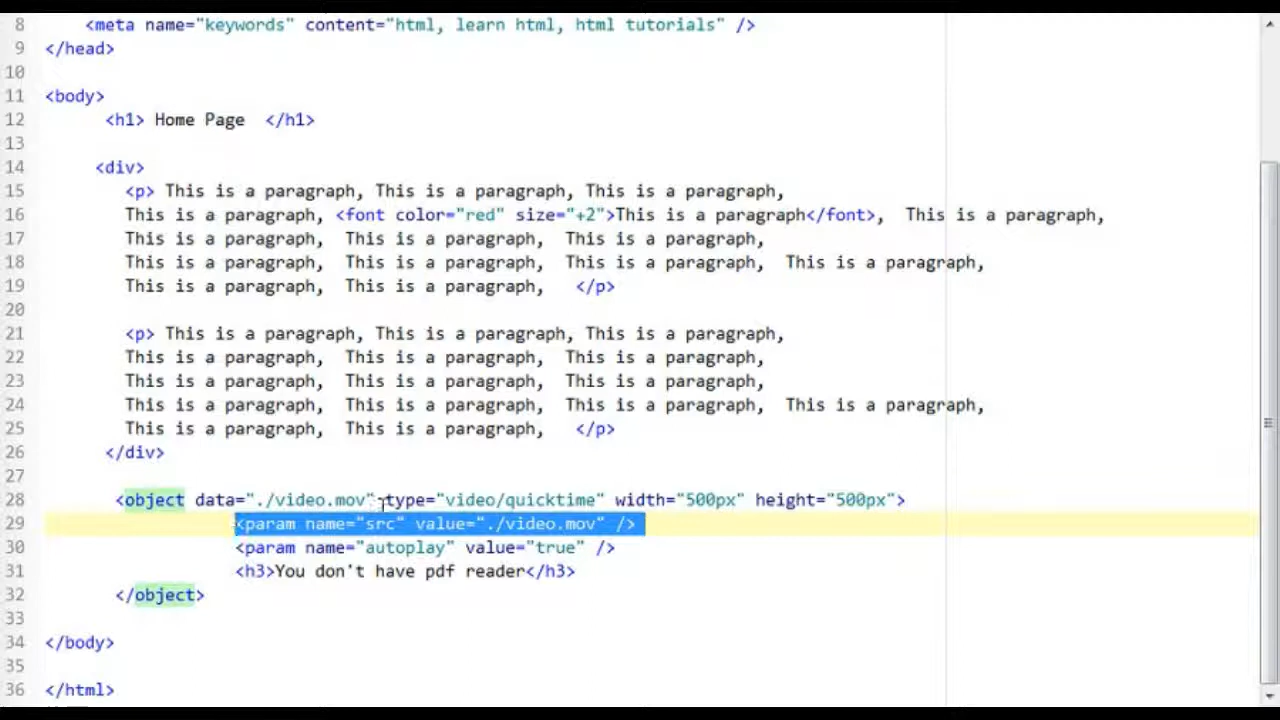 8 <meta name="keywords" content="html, learn html, html tutorials" />
9 </head>
10
11 <body>
12 <h1> Home Page  </h1>
13
14 <div>
15 <p> This is a paragraph, This is a paragraph, This is a paragraph,
16 This is a paragraph, <font color="red" size="+2">This is a paragraph</font>,  This is a paragraph,
17 This is a paragraph,  This is a paragraph,  This is a paragraph,
18 This is a paragraph,  This is a paragraph,  This is a paragraph,  This is a paragraph,
19 This is a paragraph,  This is a paragraph,   </p>
20
21 <p> This is a paragraph, This is a paragraph, This is a paragraph,
22 This is a paragraph,  This is a paragraph,  This is a paragraph,
23 This is a paragraph,  This is a paragraph,  This is a paragraph,
24 This is a paragraph,  This is a paragraph,  This is a paragraph,  This is a paragraph,
25 This is a paragraph,  This is a paragraph,   </p>
26 </div>
27
28 <object data="./video.mov" type="video/quicktime" width="500px" height="500px">
29 <param name="src" value="./video.mov" />
30 <param name="autoplay" value="true" />
31 <h3>You don't have pdf reader</h3>
32 </object>
33
34 </body>
35
36 </html>